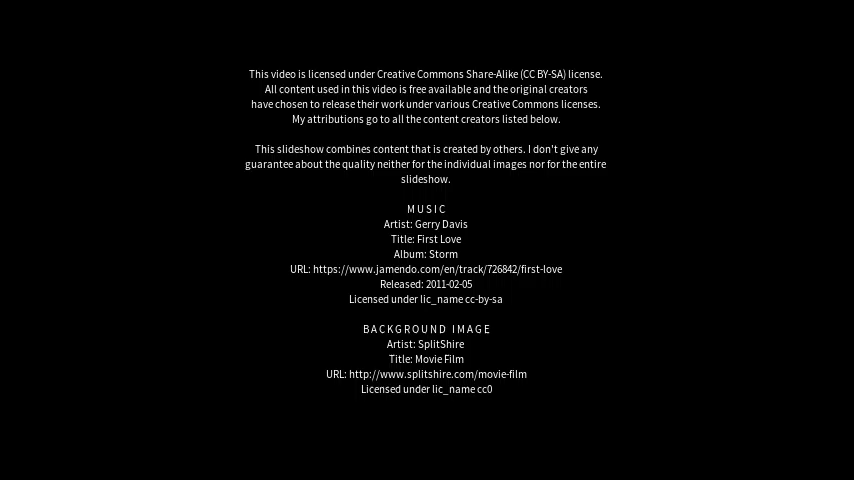 This video is licensed under Creative Commons Share-Alike (CC BY-SA) license.
All content used in this video is free available and the original creators
have chosen to release their work under various Creative Commons licenses.
My attributions go to all the content creators listed below.
This slideshow combines content that is created by others. I don't give any
guarantee about the quality neither for the individual images nor for the entire
slideshow.
MUSIC
Artist: Gerry Davis
Title: First Love
Album: Storm
URL: https://www.jamendo.com/en/track/726842/first-love
Released: 2011-02-05
Licensed under lic_name cc-by-sa
BACKGROUND IMAGE
Artist: SplitShire
Title: Movie Film
URL: http://www.splitshire.com/movie-film
Licensed under lic_name cc0